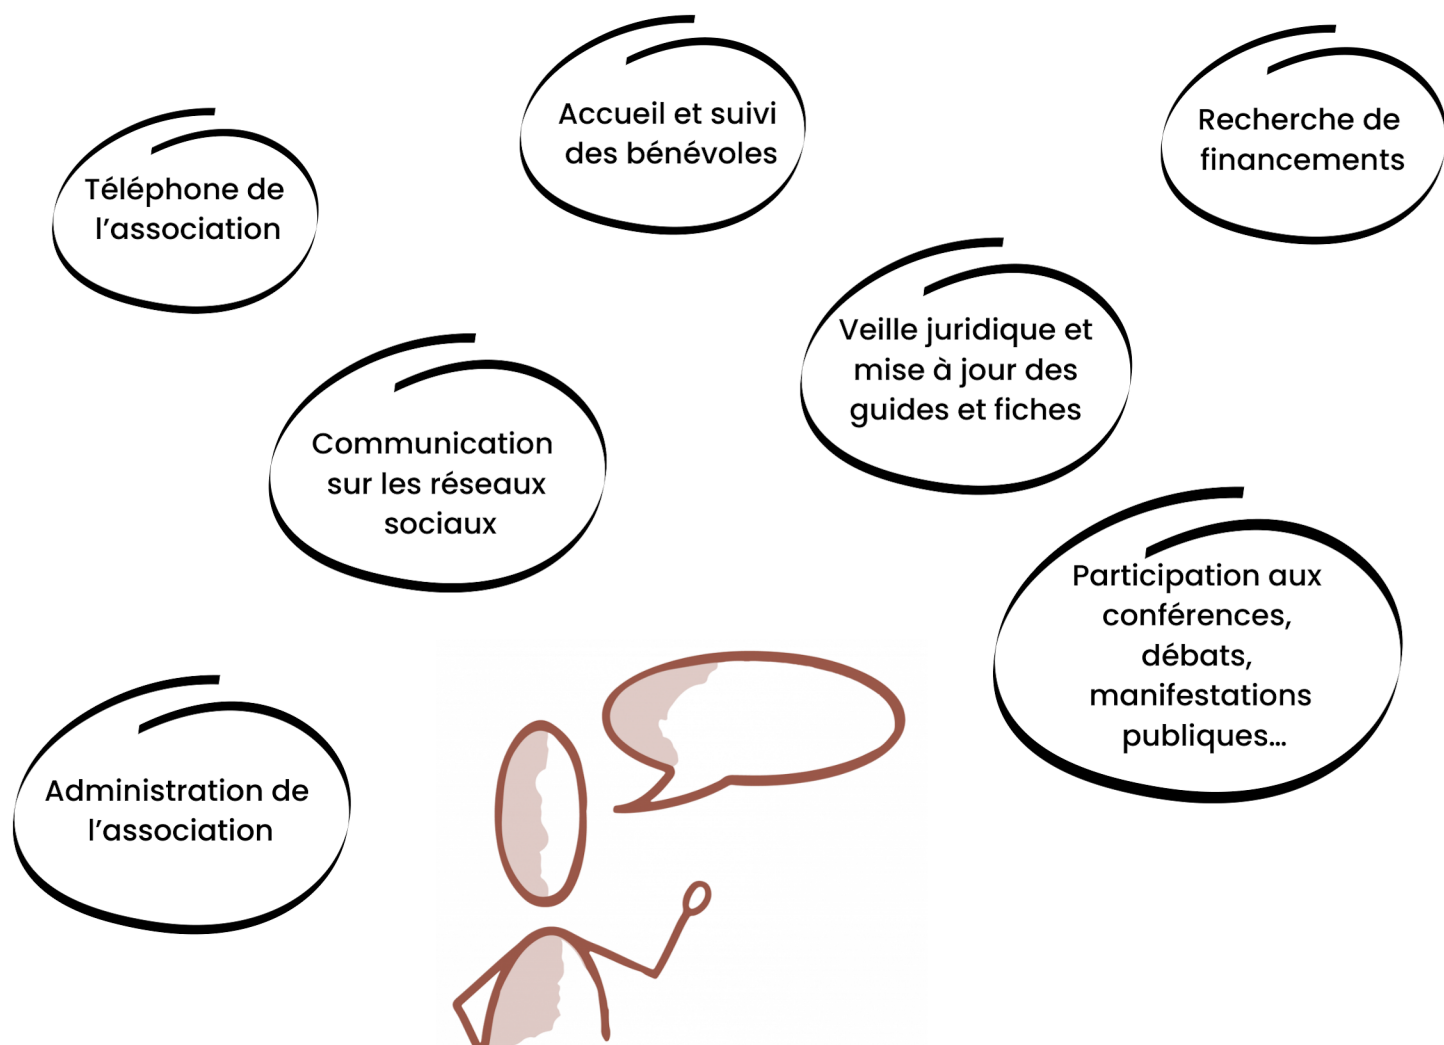 Accueil et suivi
des bénévoles
Recherche de
financements
Téléphone de
l’association
Veille juridique et
mise à jour des
guides et fiches
Communication
sur les réseaux
sociaux
Participation aux
conférences,
débats,
manifestations
publiques…
Administration de
l’association